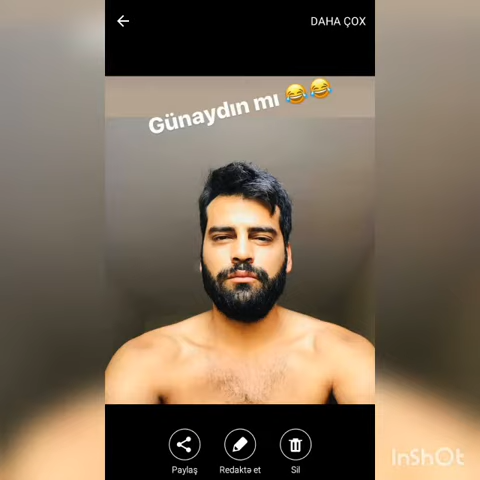 DAHA ÇOX
Günaydın mı 😂😂
Paylaş Redaktə et Sil
InShOt